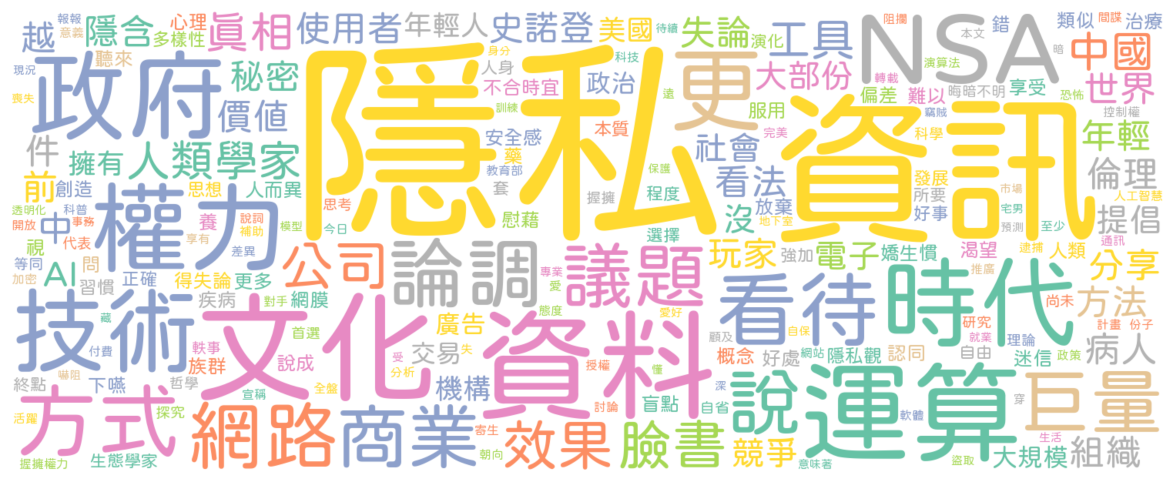 越 隱含 心理 多樣性 眞相 使用者 年輕人 史諾登 美國 待續 失論 演化 工具 NSA 阻攔 本文 錯 類似 間諜 治療
報報 意義 聽來 現況 喪失 政府 秘密 價值 隱私 身分 人身 科技 不合時宜 訓練 政治 遠 更 大部份 轉載 演算法 偏差 難以 晦暗不明 暗 享受 恐怖 中國 世界 控制權
件 擁有 人類學家 安全感 本質 藥 教育部 服用 完美 竊賊 科學 資訊 年輕
前 創造 思想 人而異 套 握擁 程度 保護 社會 看法 發展 所要 市場 倫理
透明化 科普 開放 事務 中 代表 視 權力 養 說詞 補助 享有 模型 思考 今日 慰藉 選擇 沒 放棄 地下室 好事 宅男 預測 至少 人工智慧 提倡
等同 加密 AI 問 習慣 正確 差異 得失論 更多 公司 論調 專業 愛 議題 玩家 強加 電子 嬌生慣 推廣 渴望 逮捕 人類 通訊 分享
技術 疾病 網膜 對手 藏 首選 文化 廣告 態度 資料 愛好 看待 時代 尚未 方法 計畫 份子
付費 軼事 族群 說成 交易 失 受 分析 授權 懂 顧及 自保 概念 好處 網站 隱私觀 認同 研究 就業 自由 理論 迷信 政策 病人
終點 嚇阻 下嚥 哲學 全盤 宣稱 機構 盲點 自省 深 說 運算 巨量 穿
活躍 方式 探究 網路 商業 討論 寄生 效果 臉書 競爭 軟體 生活
握擁權力 生態學家 朝向 意味著 盜取 大規模 組織